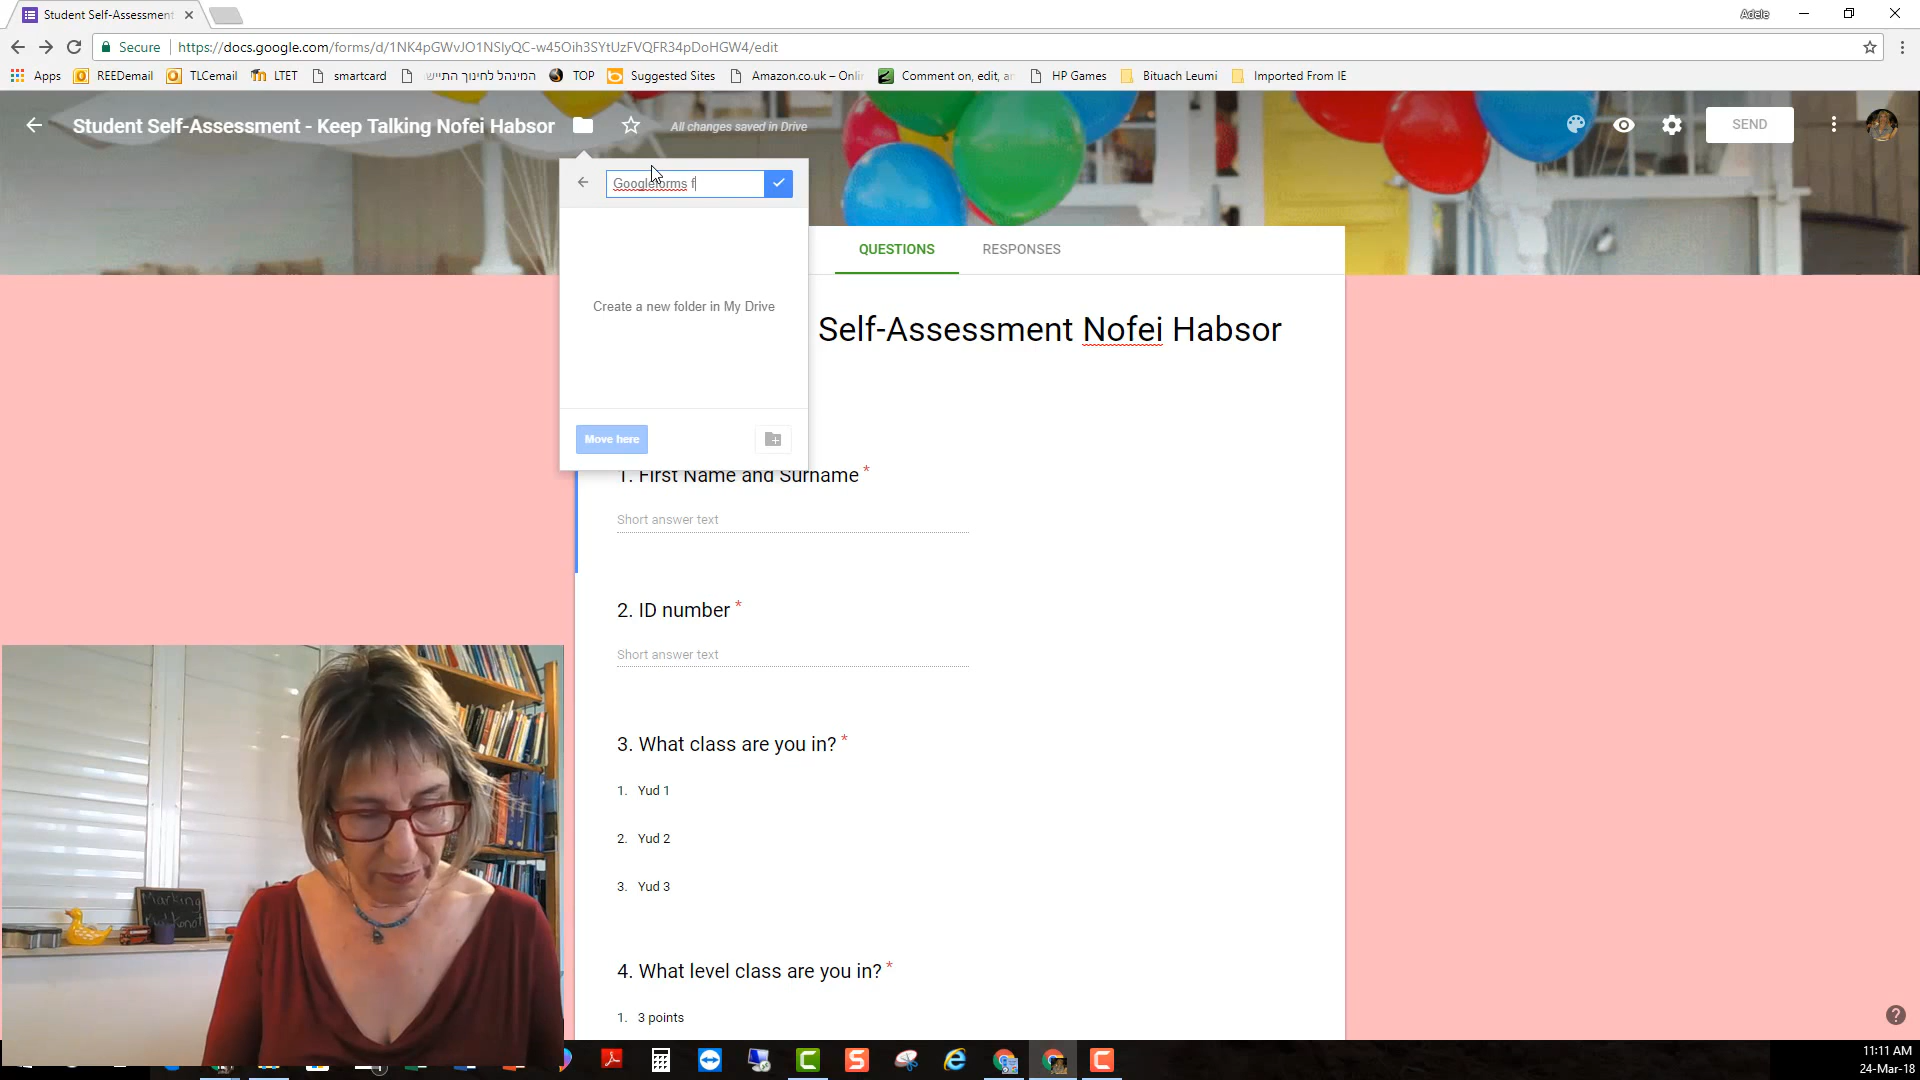 Student Self-Assessment
Adele
Secure
https://docs.google.com/forms/d/1NK4pGWvJO1NSlyQC-w45Oih3SYtUzFVQFR34pDoHGW4/edit
Apps REEDemail TLCemail LTET smartcard המינהל לחינוך התייש TOP Suggested Sites Amazon.co.uk – Onli Comment on, edit, a HP Games Bituach Leumi Imported From IE
Student Self-Assessment - Keep Talking Nofei Habsor
All changes saved in Drive
SEND
Googleforms f
QUESTIONS RESPONSES
Create a new folder in My Drive
Self-Assessment Nofei Habsor
Move here
1. First Name and Surname *
Short answer text
2. ID number *
Short answer text
3. What class are you in? *
1. Yud 1
2. Yud 2
3. Yud 3
Marking
4. What level class are you in? *
1. 3 points
11:11 AM
24-Mar-18